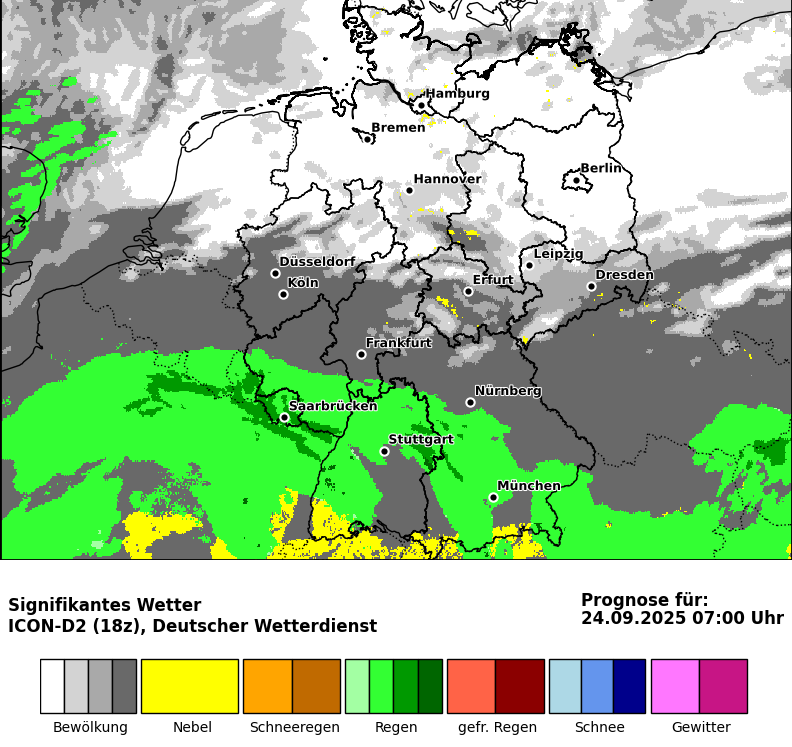 Hamburg
Bremen
Berlin
Hannover
Leipzig
Düsseldorf
Dresden
Köln
Erfurt
Frankfurt
Nürnberg
Saarbrücken
Stuttgart
München
Signifikantes Wetter
ICON-D2 (18z), Deutscher Wetterdienst
Prognose für:
24.09.2025 07:00 Uhr
Bewölkung Nebel Schneeregen Regen gefr. Regen Schnee Gewitter